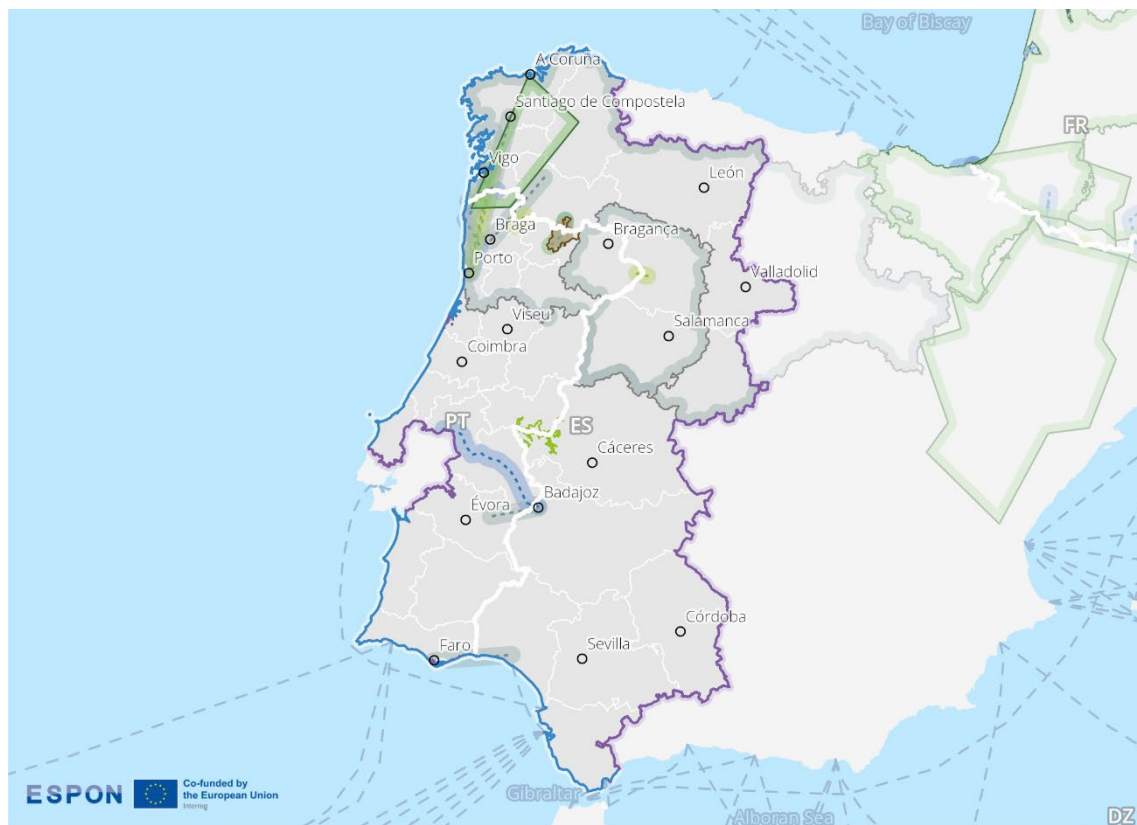 Bay of Biscay
A Coruña
Santiago de Compostela
FR
Vigo
León
Braga
Bragança
Porto
Valladolid
Viseu
Salamanca
Coimbra
PT
ES
Cáceres
Badajoz
Évora
Córdoba
Faro
Sevilla
ESPON
Co-funded by
the European Union
Interreg
Gibraltar
Alboran Sea
DZ